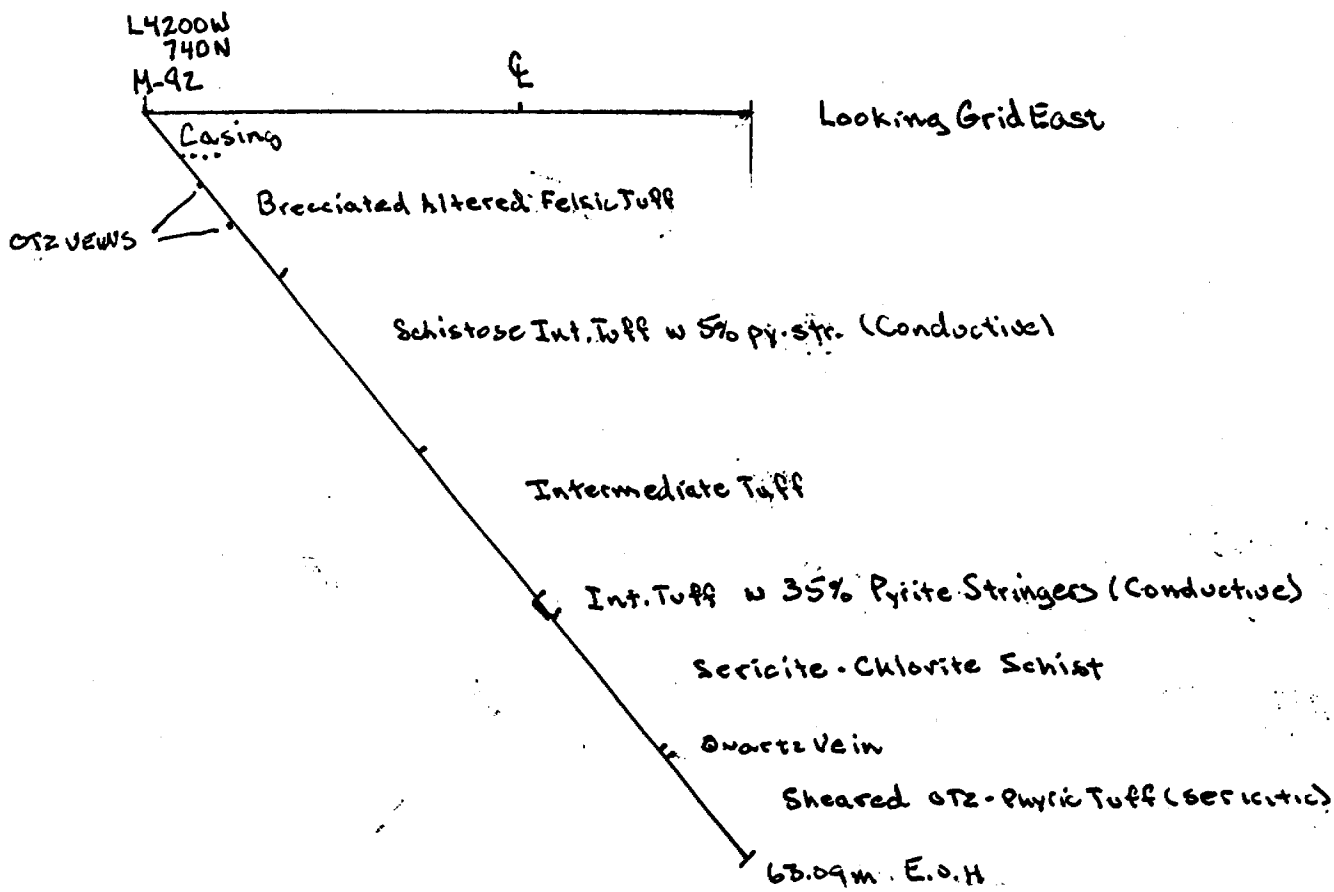 L4200W
740N
M-92
℄
Looking Grid East
Casing
Brecciated Altered Felsic Tuff
QTZ VEINS
Schistose Int. Tuff w 5% py. str. (Conductive)
Intermediate Tuff
Int. Tuff w 35% Pyrite Stringers (Conductive)
Sericite-Chlorite Schist
Quartz Vein
Sheared QTZ-Phyric Tuff (sericitic)
E.O.H